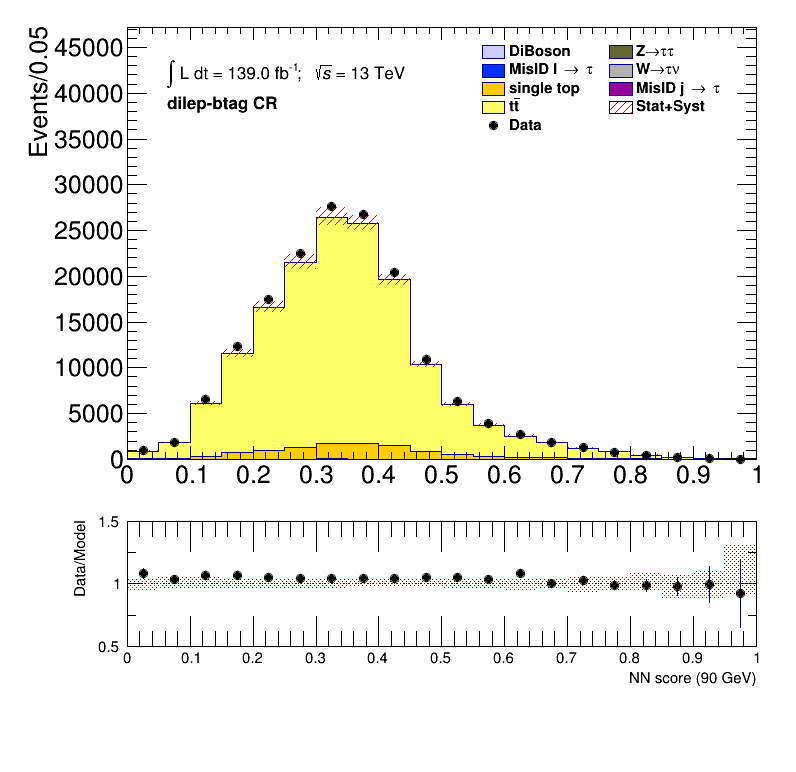 Events/0.05
45000
40000
35000
30000
25000
20000
15000
10000
5000
0
∫ L dt = 139.0 fb⁻¹; √s = 13 TeV
dilep-btag CR
DiBoson
MisID l → τ
single top
tt̄
Data
Z→ττ
W→τν
MisID j → τ
Stat+Syst
0 0.1 0.2 0.3 0.4 0.5 0.6 0.7 0.8 0.9 1
Data/Model
1.5
1
0.5
0 0.1 0.2 0.3 0.4 0.5 0.6 0.7 0.8 0.9 1
NN score (90 GeV)